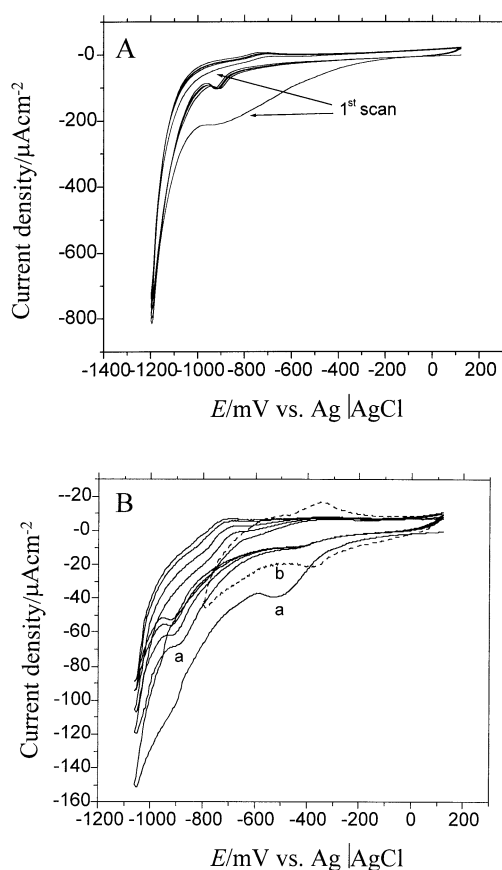 A
-0
-200
-400
-600
-800
Current density/µAcm-2
1st scan
-1400 -1200 -1000 -800 -600 -400 -200 0 200
E/mV vs. Ag |AgCl
B
--20
-0
-20
-40
-60
-80
-100
-120
-140
-160
Current density/µAcm-2
a
b
a
-1200 -1000 -800 -600 -400 -200 0 200
E/mV vs. Ag |AgCl